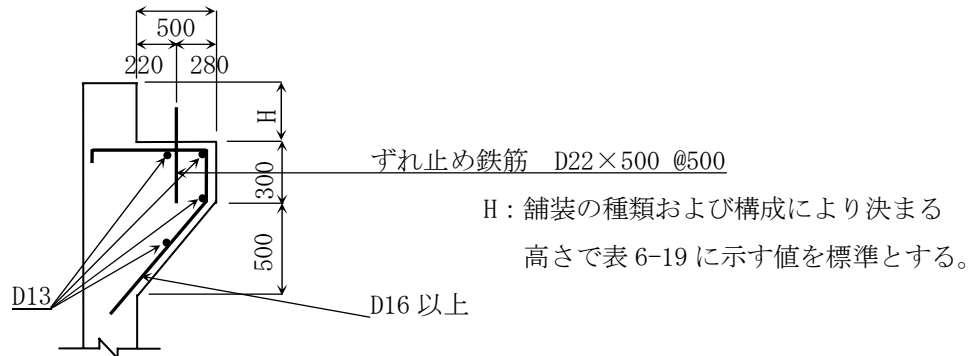 500
220 280
H
ずれ止め鉄筋 D22×500 @500
300
H：舗装の種類および構成により決まる
高さで表 6-19 に示す値を標準とする。
500
D13
D16 以上